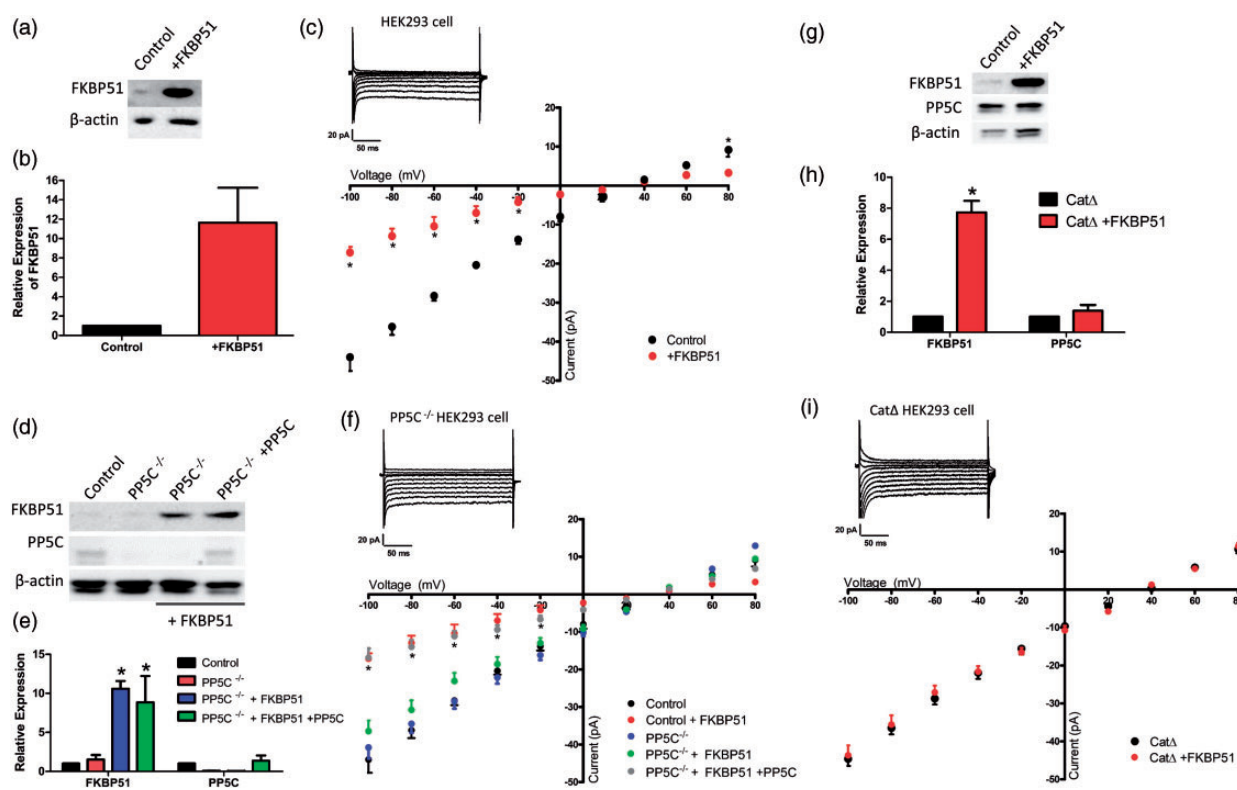 (a)
Control
+FKBP51
FKBP51
β-actin
(b)
Relative Expression
of FKBP51
16
14
12
10
8
6
4
2
0
Control
+FKBP51
(c)
HEK293 cell
20 pA
50 ms
Voltage (mV)
-100
-80
-60
-40
-20
0
20
40
60
80
20
10
-10
-20
-30
-40
-50
Current (pA)
*
*
*
*
*
*
Control
+FKBP51
(d)
Control
PP5C -/-
PP5C -/-
PP5C -/- +PP5C
FKBP51
PP5C
β-actin
+ FKBP51
(e)
Relative Expression
15
10
5
0
*
*
Control
PP5C -/-
PP5C -/- + FKBP51
PP5C -/- + FKBP51 +PP5C
FKBP51
PP5C
(f)
PP5C -/- HEK293 cell
20 pA
50 ms
Voltage (mV)
-100
-80
-60
-40
-20
0
20
40
60
80
20
10
-10
-20
-30
-40
-50
Current (pA)
*
*
*
*
*
Control
Control + FKBP51
PP5C-/-
PP5C-/- + FKBP51
PP5C-/- + FKBP51 +PP5C
(g)
Control
+FKBP51
FKBP51
PP5C
β-actin
(h)
Relative Expression
10
8
6
4
2
0
*
CatΔ
CatΔ +FKBP51
FKBP51
PP5C
(i)
CatΔ HEK293 cell
20 pA
50 ms
Voltage (mV)
-100
-80
-60
-40
-20
0
20
40
60
80
20
10
-10
-20
-30
-40
-50
Current (pA)
CatΔ
CatΔ +FKBP51